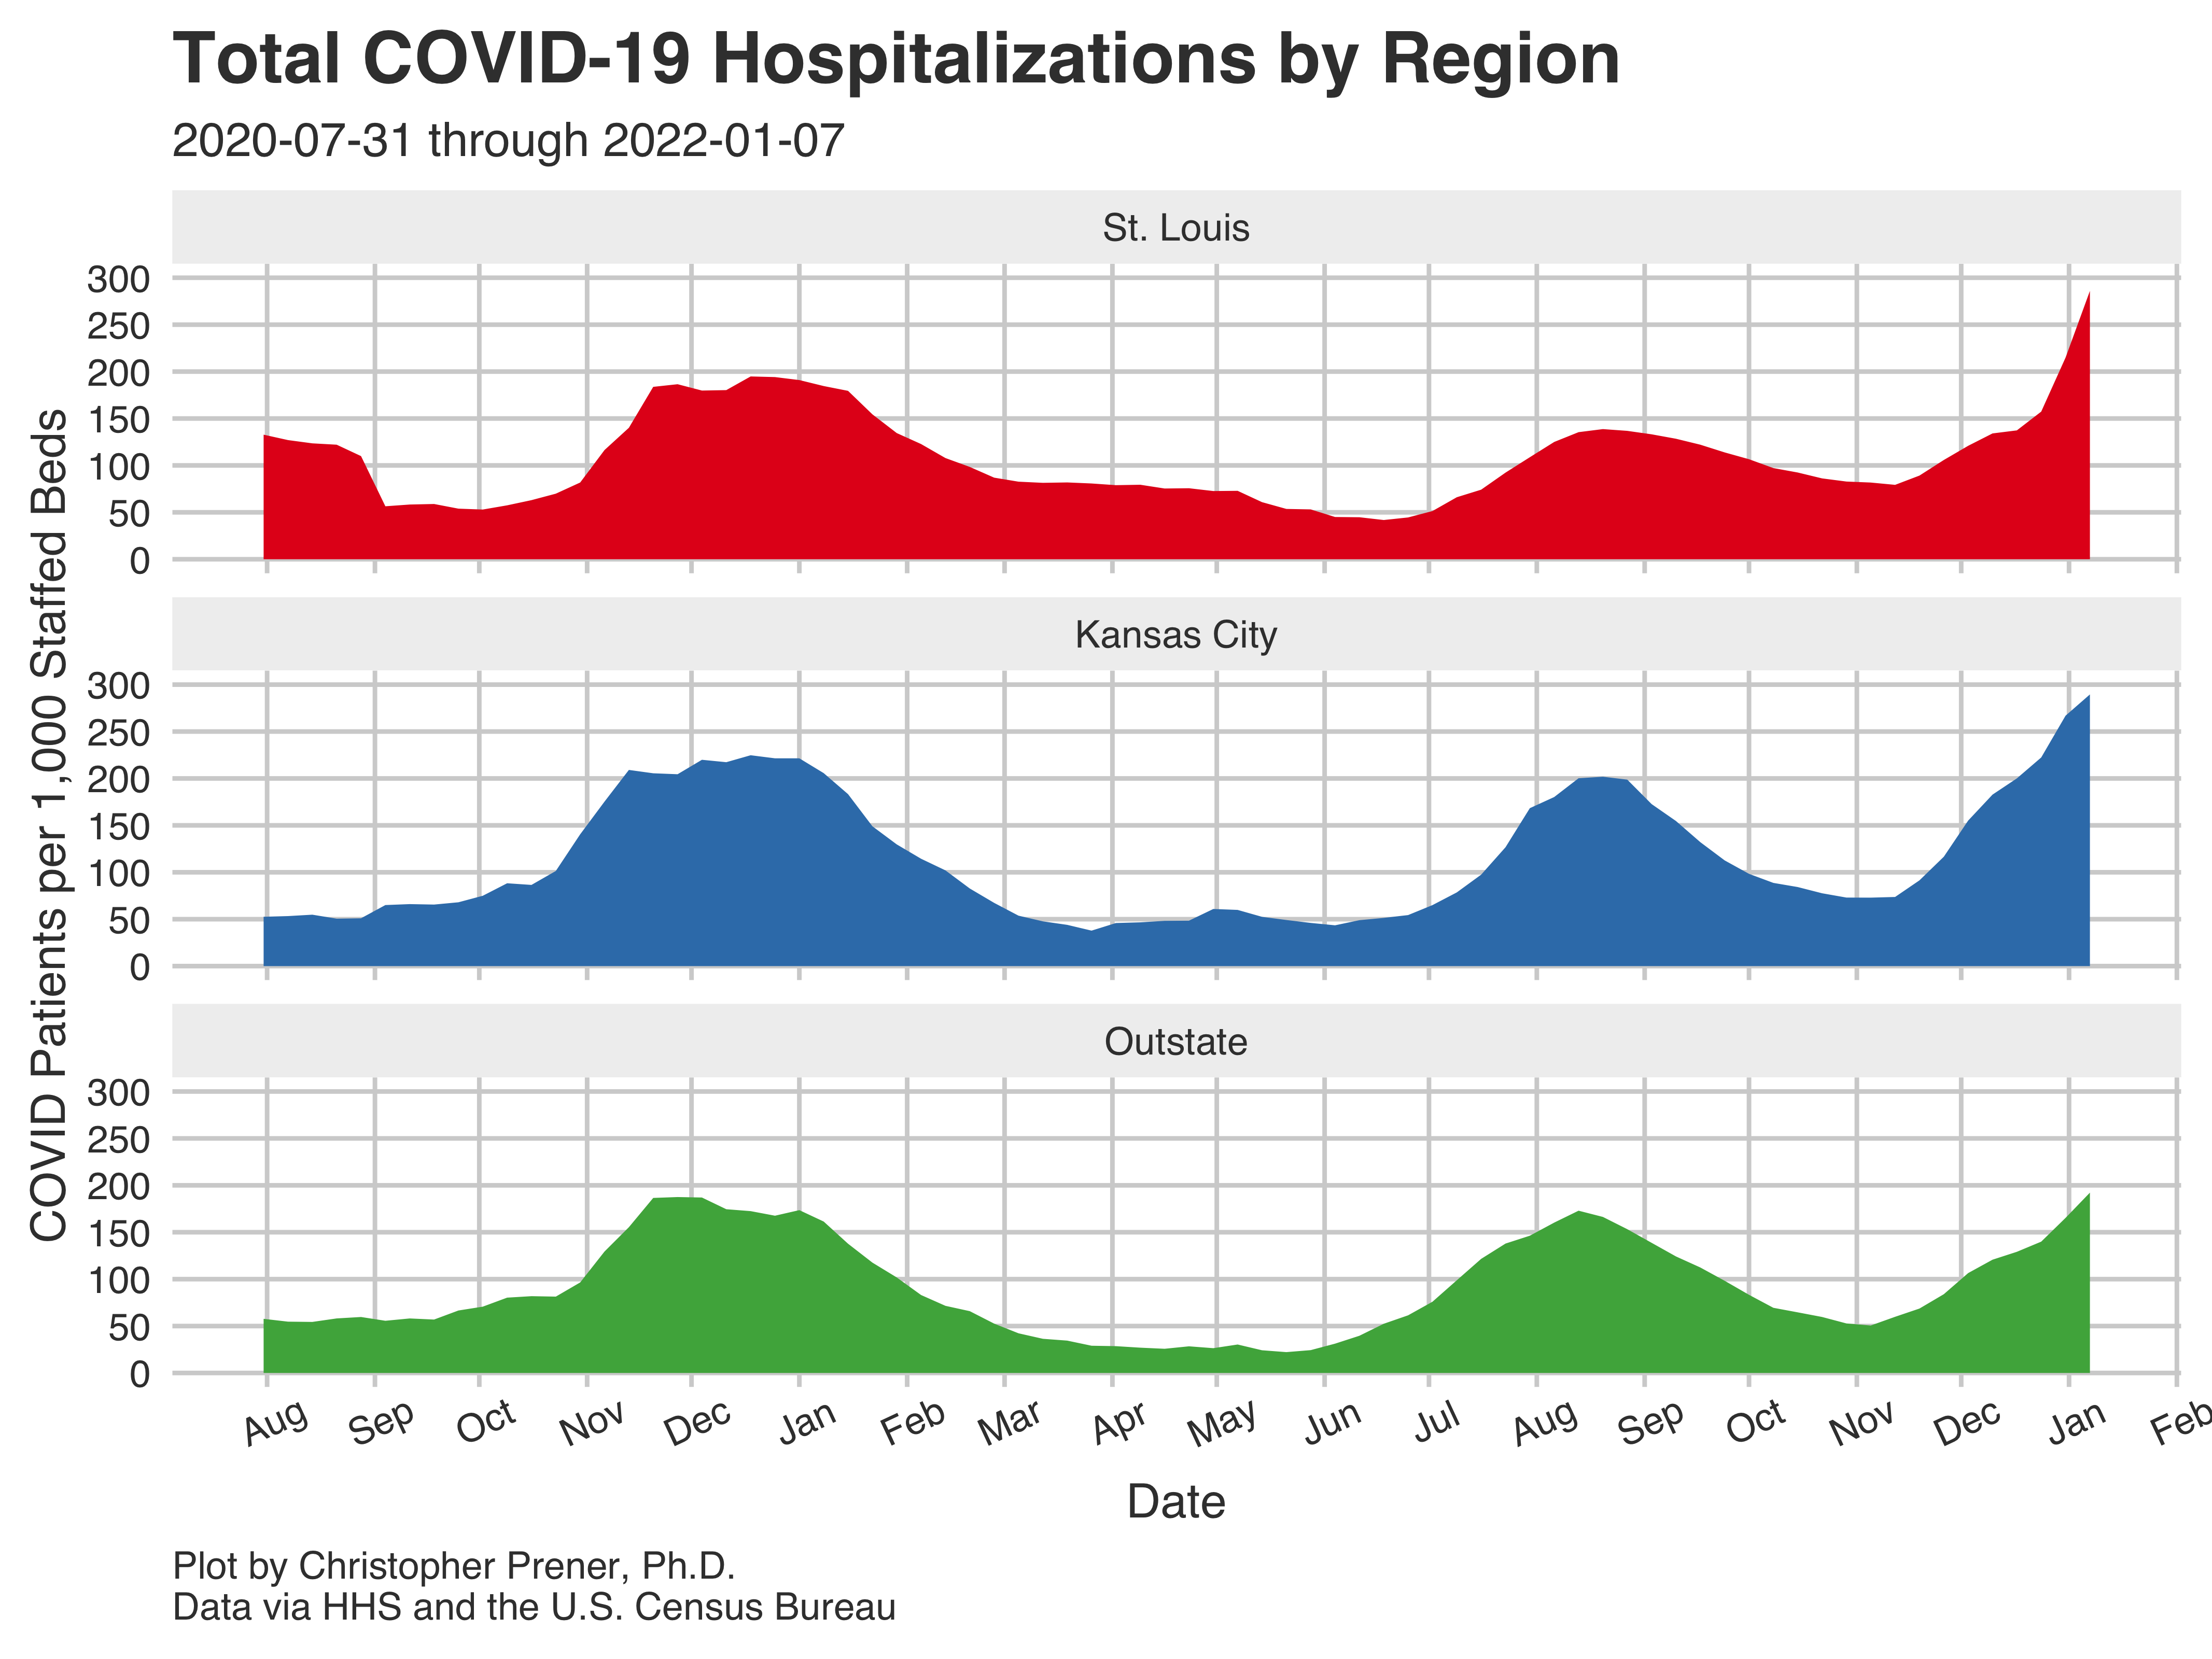 Total COVID-19 Hospitalizations by Region
2020-07-31 through 2022-01-07
COVID Patients per 1,000 Staffed Beds
St. Louis
300
250
200
150
100
50
0
Kansas City
300
250
200
150
100
50
0
Outstate
300
250
200
150
100
50
0
Aug Sep Oct Nov Dec Jan Feb Mar Apr May Jun Jul Aug Sep Oct Nov Dec Jan Feb
Date
Plot by Christopher Prener, Ph.D.
Data via HHS and the U.S. Census Bureau